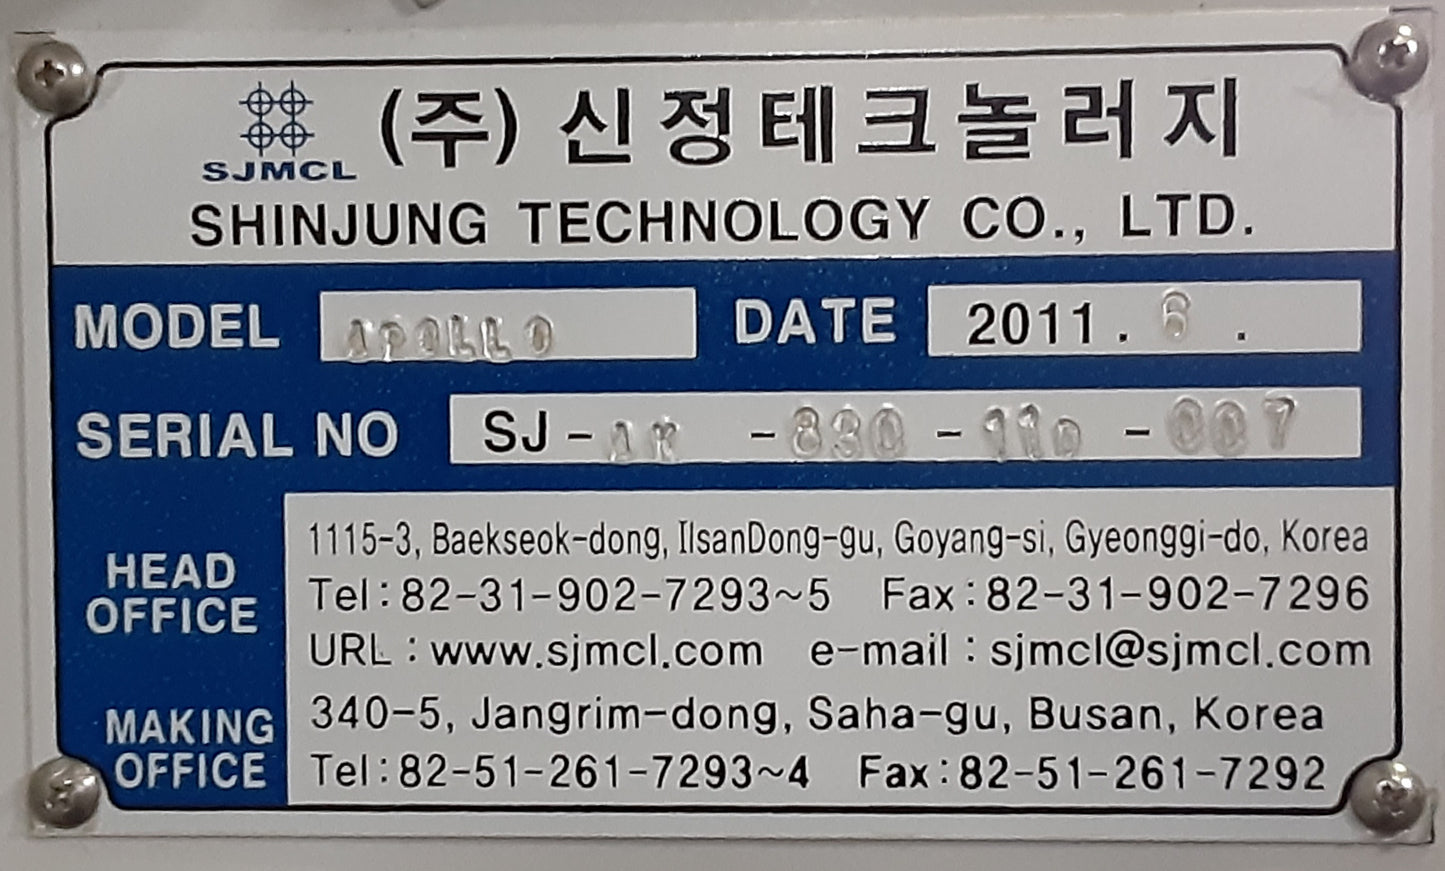 SJMCL
(주) 신정테크놀러지
SHINJUNG TECHNOLOGY CO., LTD.
MODEL APOLLO DATE 2011 . 6 .
SERIAL NO SJ - AR - 830 - 11D - 007
HEAD OFFICE
1115-3, Baekseok-dong, IlsanDong-gu, Goyang-si, Gyeonggi-do, Korea
Tel:82-31-902-7293~5 Fax:82-31-902-7296
URL : www.sjmcl.com e-mail : sjmcl@sjmcl.com
MAKING OFFICE
340-5, Jangrim-dong, Saha-gu, Busan, Korea
Tel:82-51-261-7293~4 Fax:82-51-261-7292